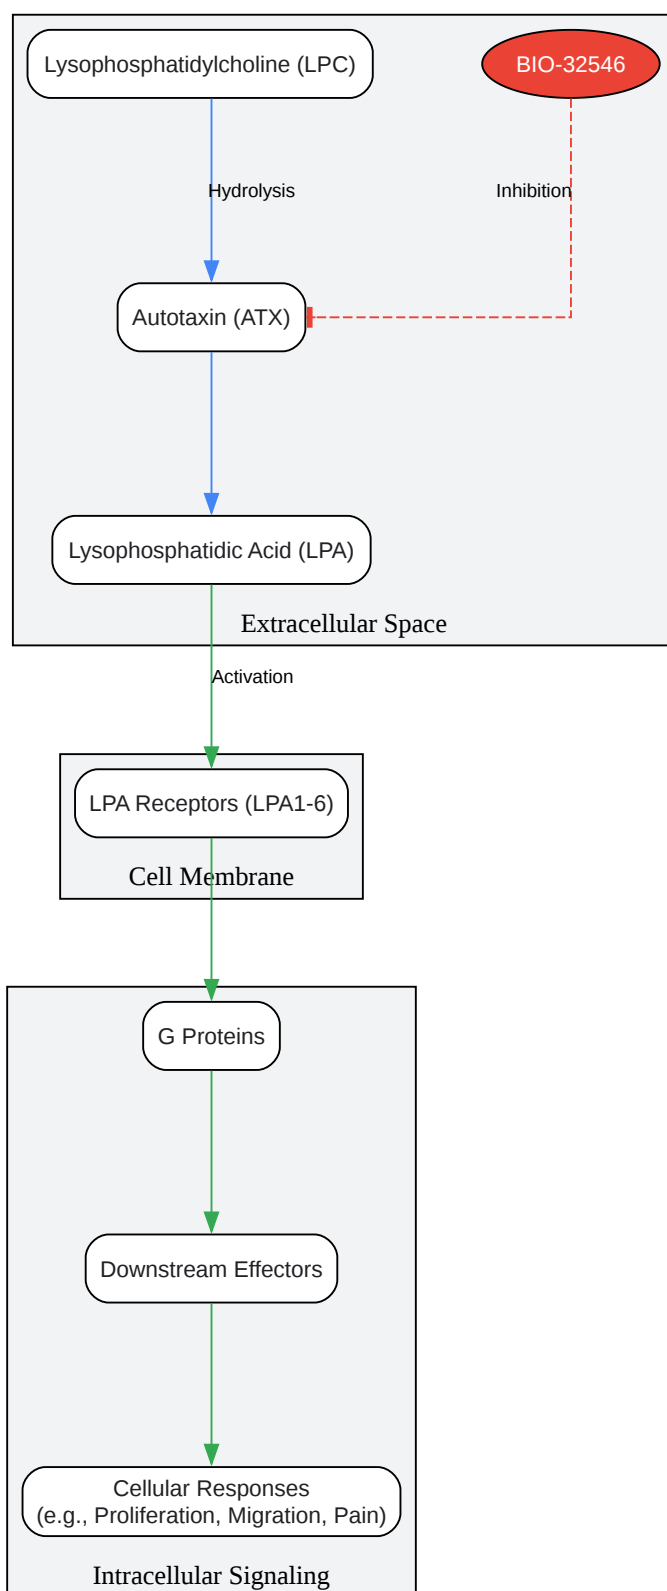 Lysophosphatidylcholine (LPC)
BIO-32546
Hydrolysis
Inhibition
Autotaxin (ATX)
Lysophosphatidic Acid (LPA)
Extracellular Space
Activation
LPA Receptors (LPA1-6)
Cell Membrane
G Proteins
Downstream Effectors
Cellular Responses
(e.g., Proliferation, Migration, Pain)
Intracellular Signaling